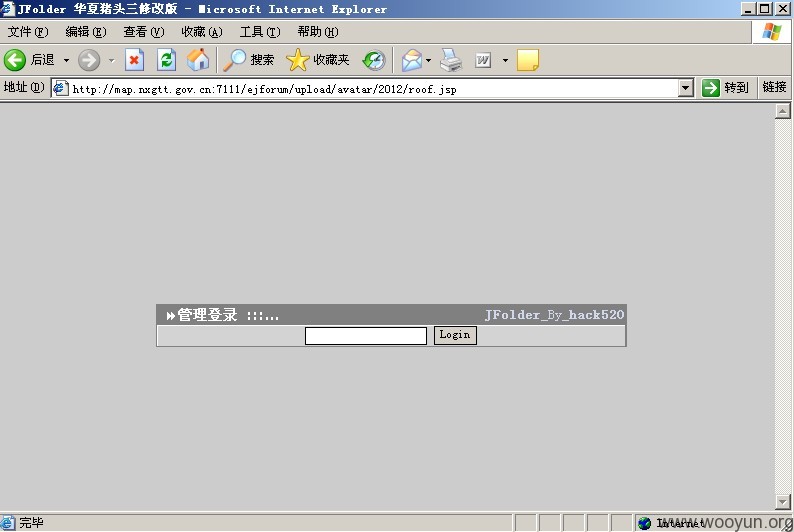 JFolder 华夏猪头三修改版 - Microsoft Internet Explorer
文件(F) 编辑(E) 查看(V) 收藏(A) 工具(T) 帮助(H)
后退 搜索 收藏夹
地址(D) http://map.nxgtt.gov.cn:7111/ejforum/upload/avatar/2012/roof.jsp 转到 链接
管理登录 :::... JFolder_By_hack520
Login
完毕 Internet
www.wooyun.org